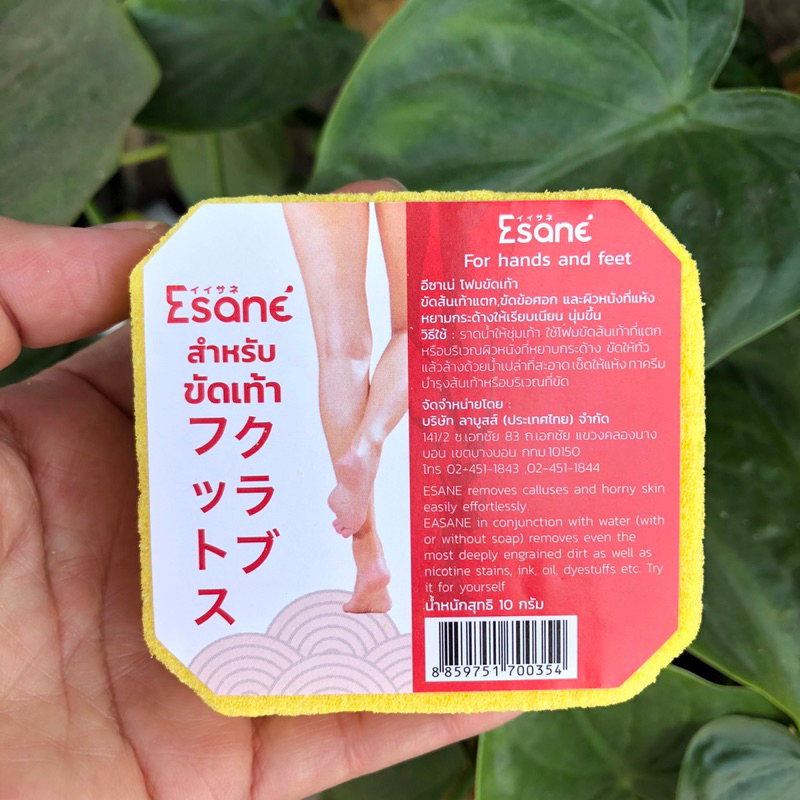 イイサネ
Esané
สำหรับ
ขัดเท้า
フットス
クラブ
イイサネ
Esané
For hands and feet
อีซาเน่ โฟมขัดเท้า
ขัดส้นเท้าแตก,ขัดข้อศอก และผิวหนังที่แห้ง
หยามกระด้างให้เรียบเนียน นุ่มขึ้น
วิธีใช้ : ราดน้ำให้ชุ่มเท้า ใช้โฟมขัดส้นเท้าที่แตก
หรือบริเวณผิวหนังที่หยาบกระด้าง ขัดให้ทั่ว
แล้วล้างด้วยน้ำเปล่าที่สะอาด เช็ดให้แห้ง ทาครีม
บำรุงส้นเท้าหรือบริเวณที่ขัด
จัดจำหน่ายโดย :
บริษัท ลาบูสส์ (ประเทศไทย) จำกัด
141/2 ซ.เอกชัย 83 ถ.เอกชัย แขวงคลองบาง
บอน เขตบางบอน กทม.10150
โทร 02-451-1843 ,02-451-1844
ESANE removes calluses and horny skin
easily effortlessly.
EASANE in conjunction with water (with
or without soap) removes even the
most deeply engrained dirt as well as
nicotine stains, ink, oil, dyestuffs etc. Try
it for yourself
น้ำหนักสุทธิ 10 กรัม
8 859751 700354